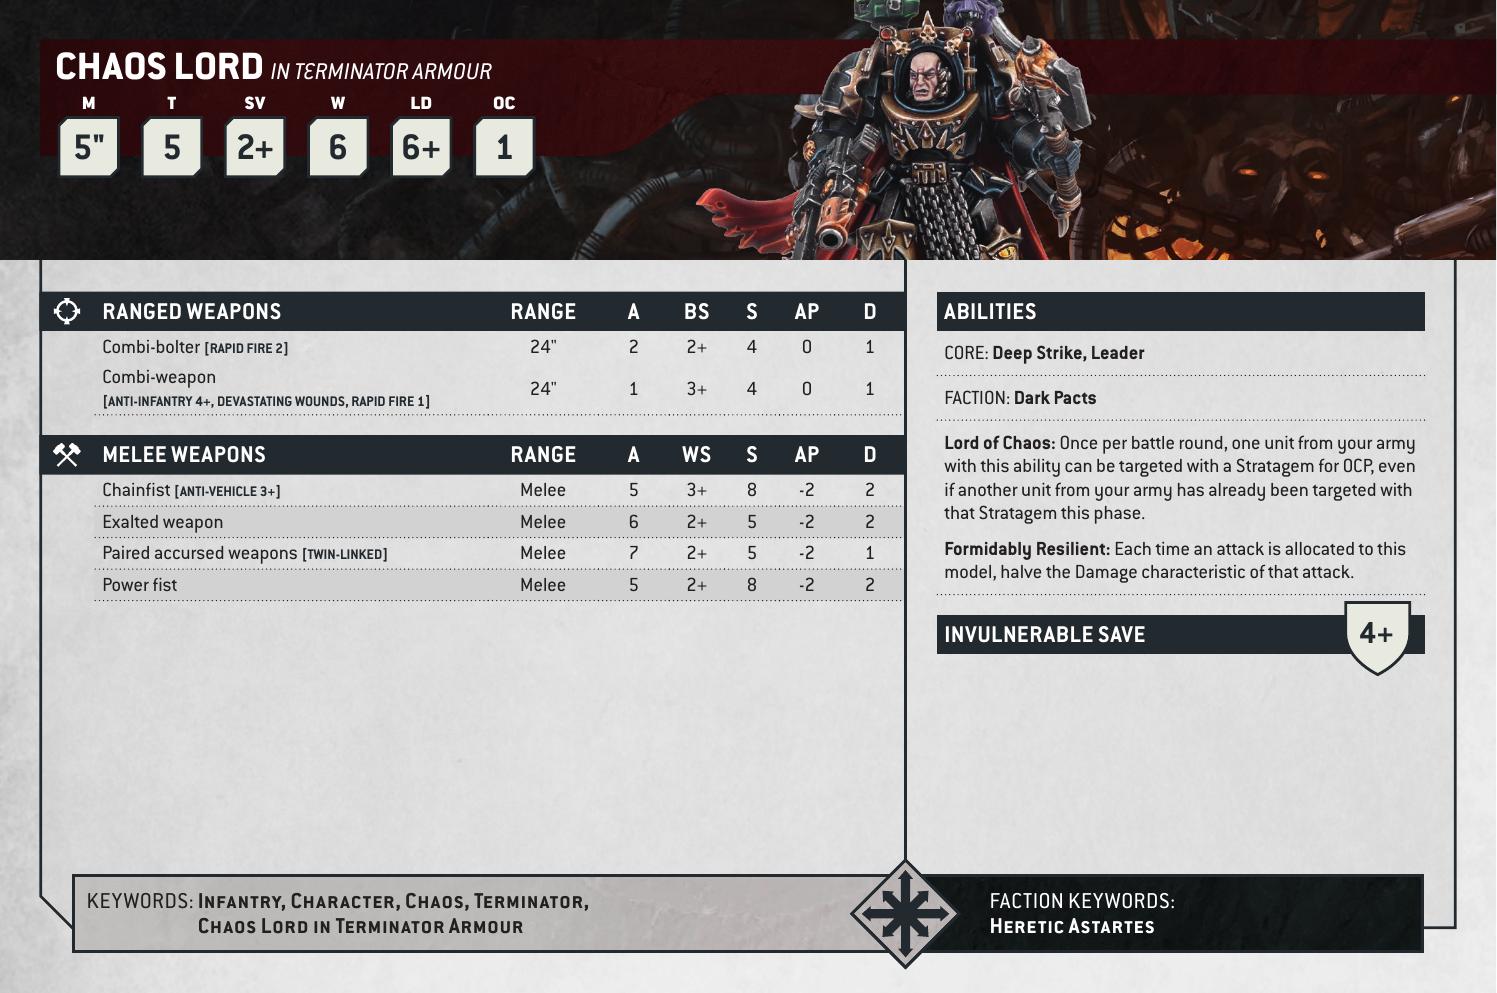 CHAOS LORD IN TERMINATOR ARMOUR
M T SV W LD OC
5" 5 2+ 6 6+ 1
RANGED WEAPONS RANGE A BS S AP D
Combi-bolter [RAPID FIRE 2] 24" 2 2+ 4 0 1
Combi-weapon
[ANTI-INFANTRY 4+, DEVASTATING WOUNDS, RAPID FIRE 1] 24" 1 3+ 4 0 1
MELEE WEAPONS RANGE A WS S AP D
Chainfist [ANTI-VEHICLE 3+] Melee 5 3+ 8 -2 2
Exalted weapon Melee 6 2+ 5 -2 2
Paired accursed weapons [TWIN-LINKED] Melee 7 2+ 5 -2 1
Power fist Melee 5 2+ 8 -2 2
ABILITIES
CORE: Deep Strike, Leader
FACTION: Dark Pacts
Lord of Chaos: Once per battle round, one unit from your army
with this ability can be targeted with a Stratagem for 0CP, even
if another unit from your army has already been targeted with
that Stratagem this phase.
Formidably Resilient: Each time an attack is allocated to this
model, halve the Damage characteristic of that attack.
INVULNERABLE SAVE 4+
KEYWORDS: INFANTRY, CHARACTER, CHAOS, TERMINATOR,
CHAOS LORD IN TERMINATOR ARMOUR
FACTION KEYWORDS:
HERETIC ASTARTES